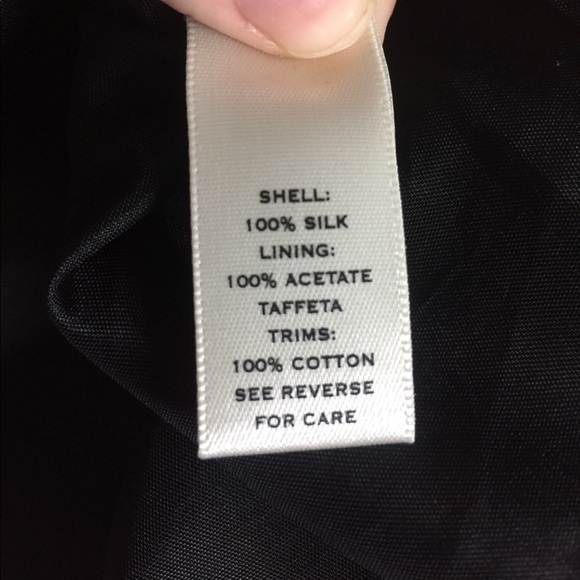 SHELL:
100% SILK
LINING:
100% ACETATE
TAFFETA
TRIMS:
100% COTTON
SEE REVERSE
FOR CARE